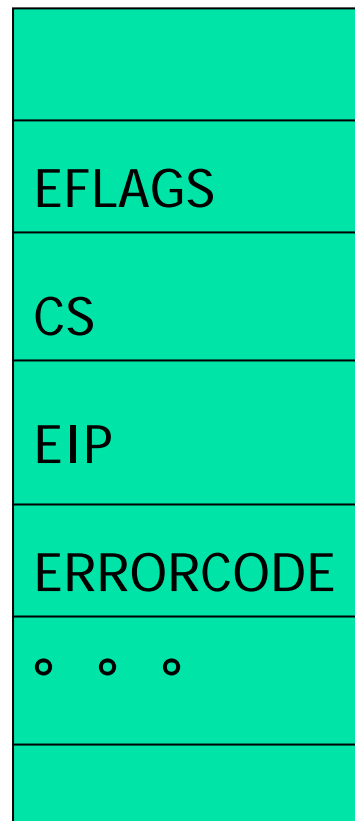 EFLAGS
CS
EIP
ERRORCODE
。。。